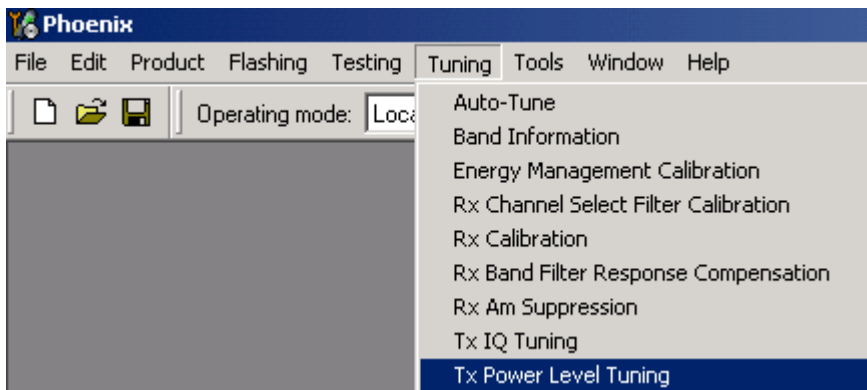 Phoenix
File Edit Product Flashing Testing Tuning Tools Window Help
Operating mode:
Auto-Tune
Band Information
Energy Management Calibration
Rx Channel Select Filter Calibration
Rx Calibration
Rx Band Filter Response Compensation
Rx Am Suppression
Tx IQ Tuning
Tx Power Level Tuning